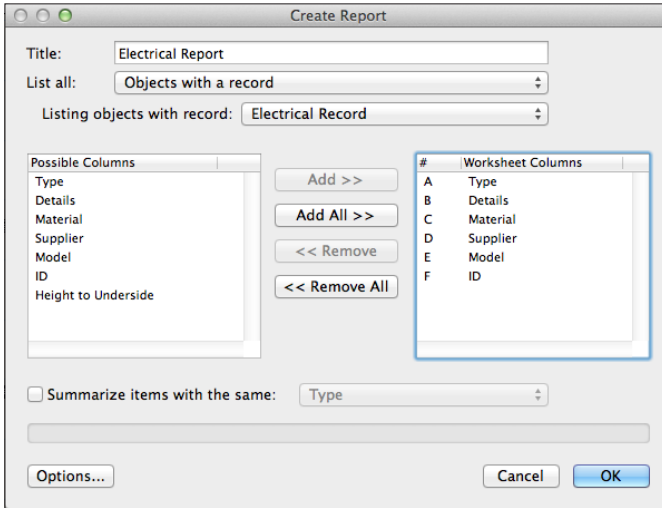 Create Report
Title: Electrical Report
List all: Objects with a record
Listing objects with record: Electrical Record
Possible Columns
Type
Details
Material
Supplier
Model
ID
Height to Underside
Add >>
Add All >>
<< Remove
<< Remove All
# Worksheet Columns
A Type
B Details
C Material
D Supplier
E Model
F ID
Summarize items with the same: Type
Options... Cancel OK